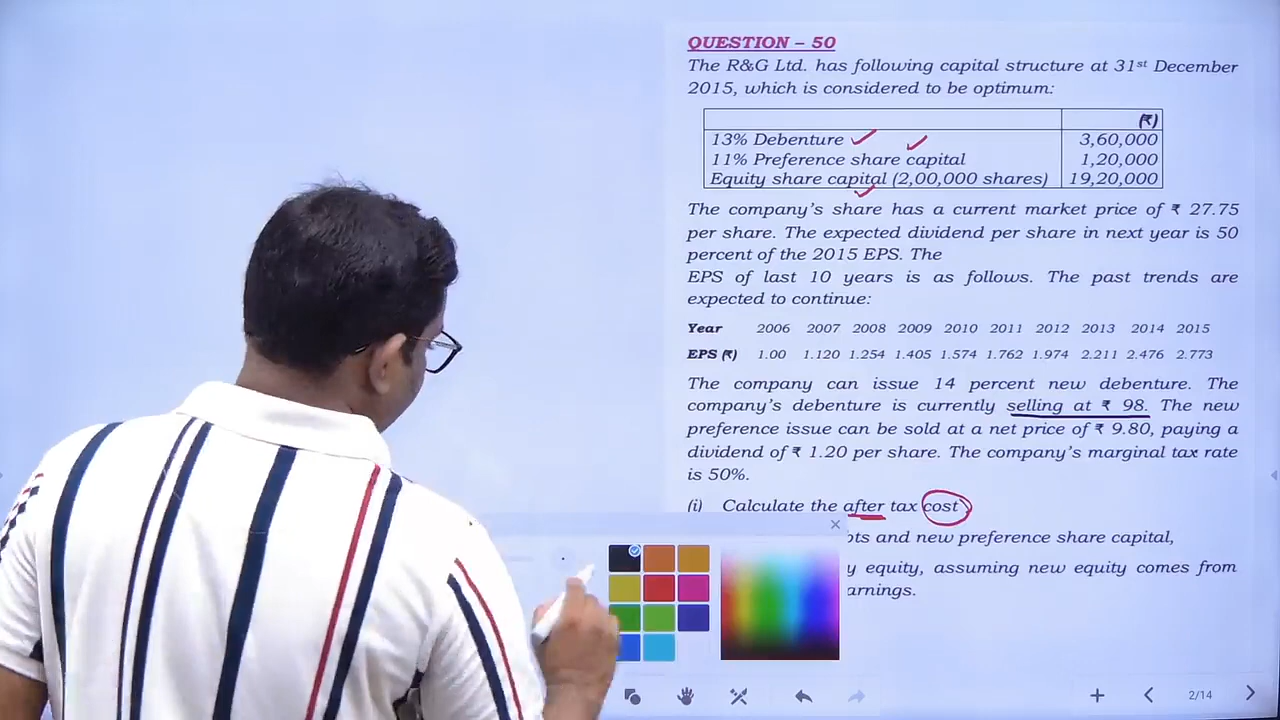 QUESTION – 50
The R&G Ltd. has following capital structure at 31st December
2015, which is considered to be optimum:
(₹)
13% Debenture 3,60,000
11% Preference share capital 1,20,000
Equity share capital (2,00,000 shares) 19,20,000
The company's share has a current market price of ₹ 27.75
per share. The expected dividend per share in next year is 50
percent of the 2015 EPS. The
EPS of last 10 years is as follows. The past trends are
expected to continue:
Year 2006 2007 2008 2009 2010 2011 2012 2013 2014 2015
EPS (₹) 1.00 1.120 1.254 1.405 1.574 1.762 1.974 2.211 2.476 2.773
The company can issue 14 percent new debenture. The
company's debenture is currently selling at ₹ 98. The new
preference issue can be sold at a net price of ₹ 9.80, paying a
dividend of ₹ 1.20 per share. The company's marginal tax rate
is 50%.
(i) Calculate the after tax cost
and new preference share capital,
equity, assuming new equity comes from
2/14